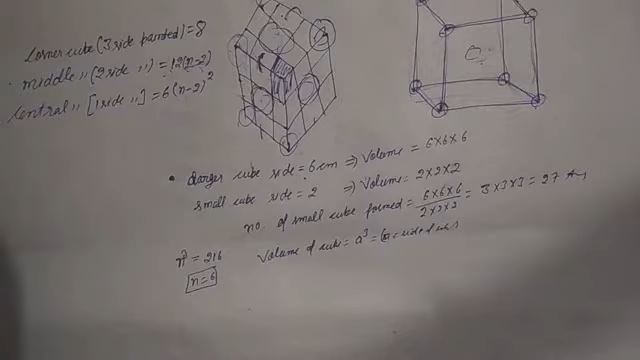 Corner cube (3 side painted) = 8
middle ,, (2 side ,,) = 12(n-2)
Central ,, [1 side ,,] = 6(n-2)²
• Larger cube side = 6 cm ⇒ Volume = 6×6×6
small cube side = 2 ⇒ Volume = 2×2×2
no. of small cube formed = 6×6×6 / 2×2×2 = 3×3×3 = 27 Ans
n³ = 216 Volume of cube = a³ = (a = side of cube)
n=6